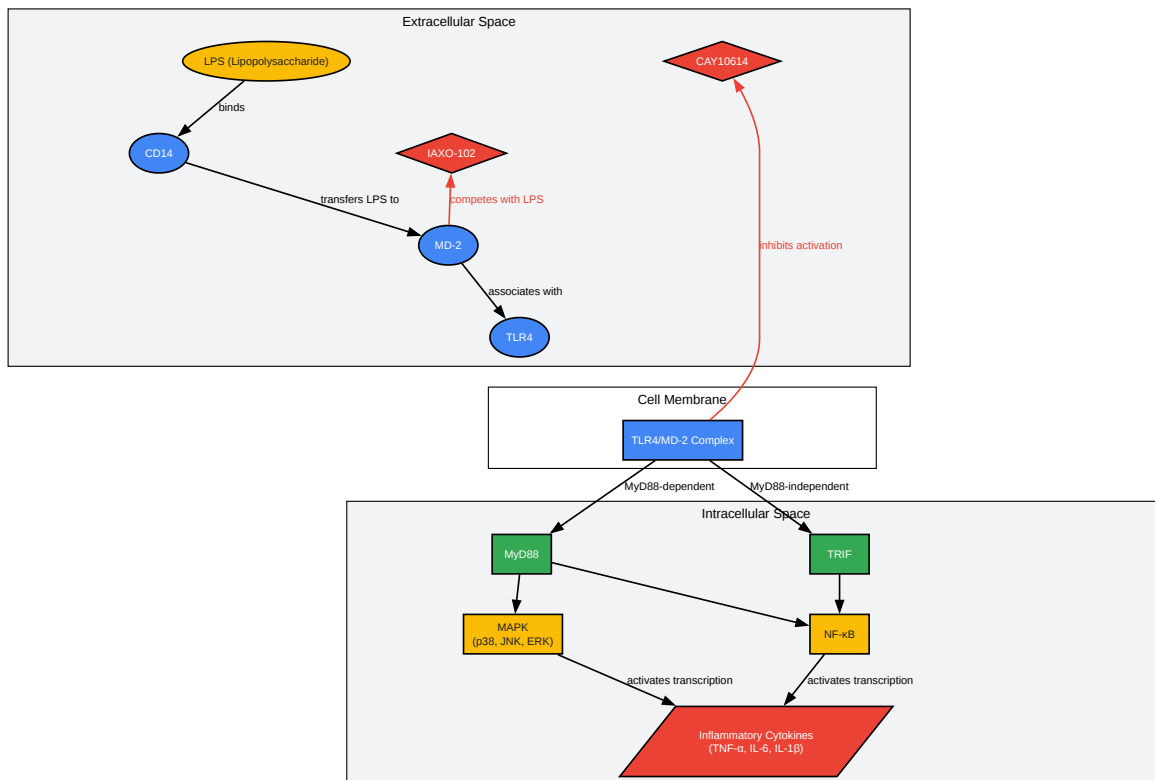 Extracellular Space
LPS (Lipopolysaccharide)
CAY10614
binds
CD14
IAXO-102
transfers LPS to
competes with LPS
MD-2
inhibits activation
associates with
TLR4
Cell Membrane
TLR4/MD-2 Complex
MyD88-dependent
MyD88-independent
Intracellular Space
MyD88
TRIF
MAPK
(p38, JNK, ERK)
NF-κB
activates transcription
activates transcription
Inflammatory Cytokines
(TNF-α, IL-6, IL-1β)